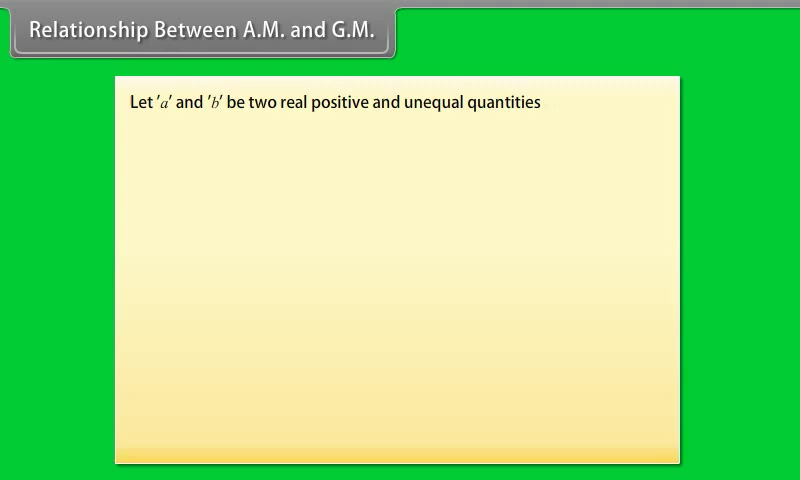 Relationship Between A.M. and G.M.
Let 'a' and 'b' be two real positive and unequal quantities